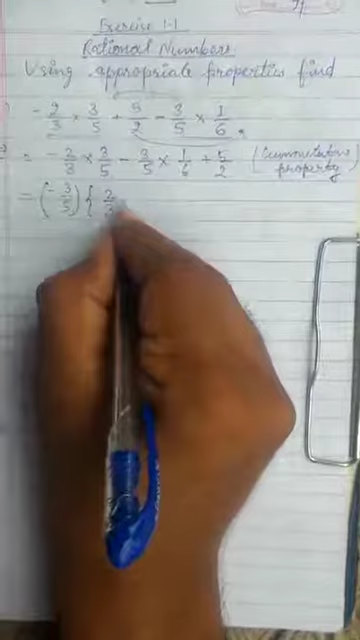 Exercise 1.1
Rational Numbers
Using appropriate properties find
- 2/3 × 3/5 + 5/2 - 3/5 × 1/6.
= - 2/3 × 3/5 - 3/5 × 1/6 + 5/2 (Commutative property)
= (- 3/5) { 2/3